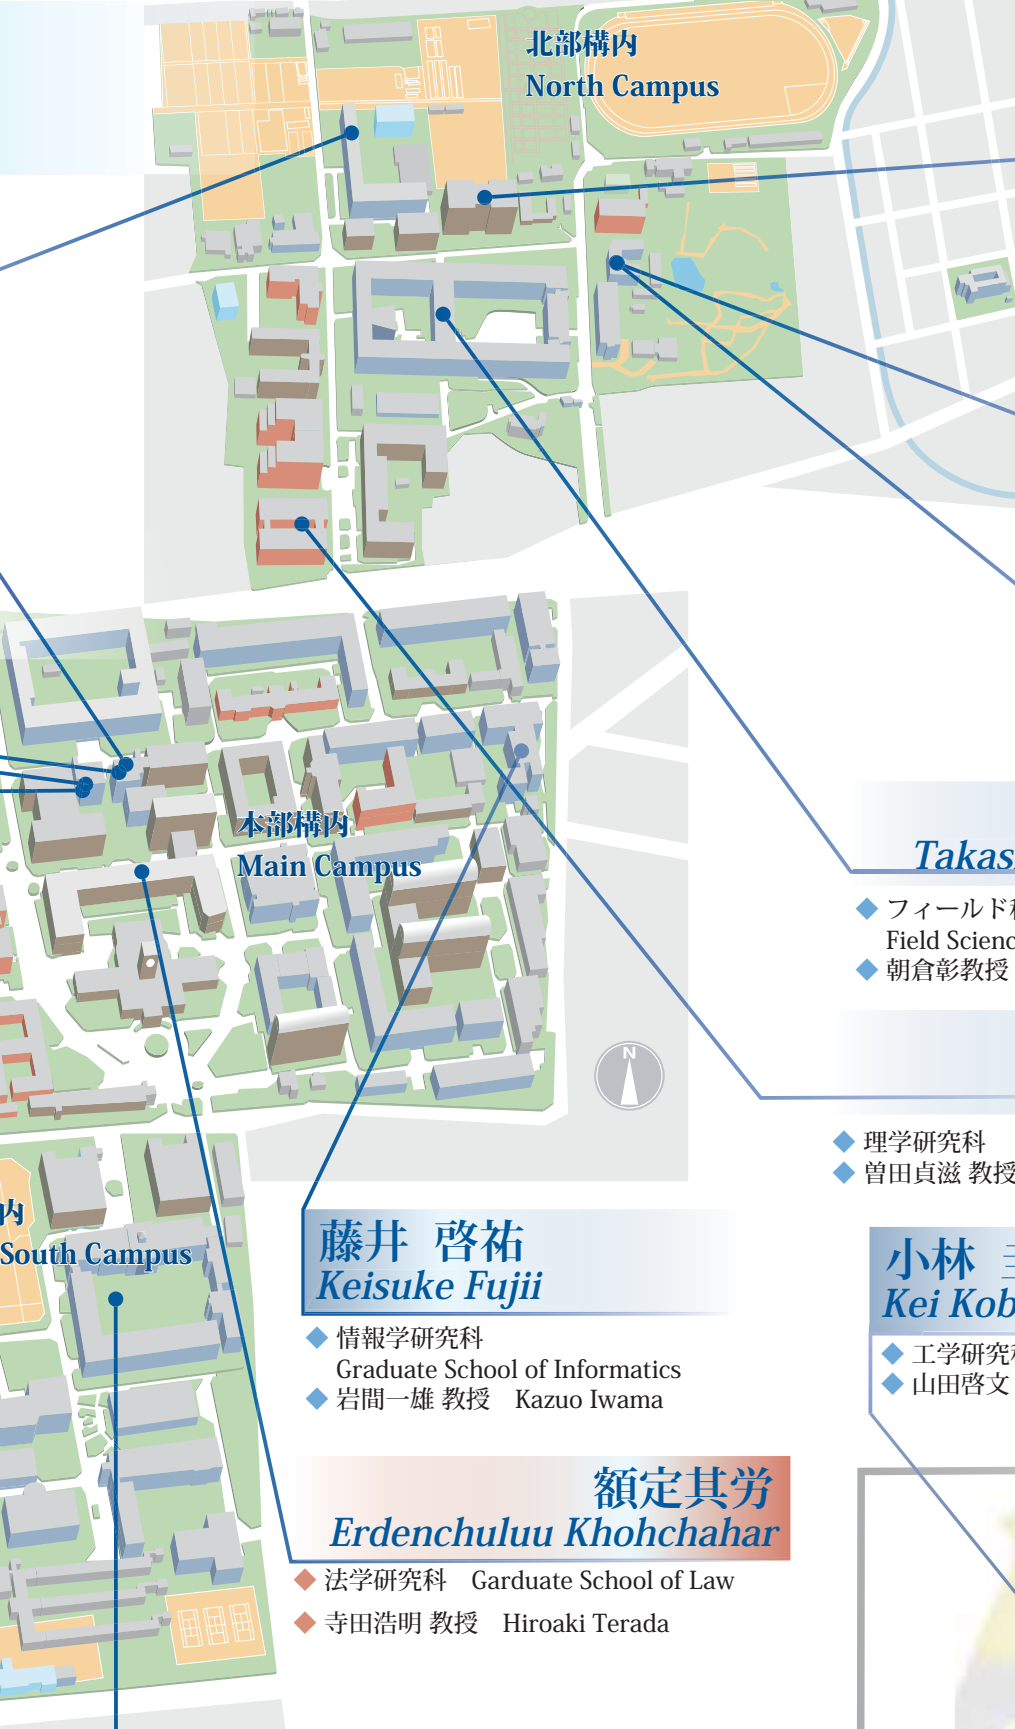 北部構内
North Campus
本部構内
Main Campus
フィールド
Field
朝倉彰教授
N
理学研究科
曽田貞滋 教授
内
South Campus
藤井 啓祐
Keisuke Fujii
情報学研究科
Graduate School of Informatics
岩間一雄 教授 Kazuo Iwama
小林
Kei
工学研究科
山田啓文
額定其労
Erdenchuluu Khohchahar
法学研究科 Garduate School of Law
寺田浩明 教授 Hiroaki Terada